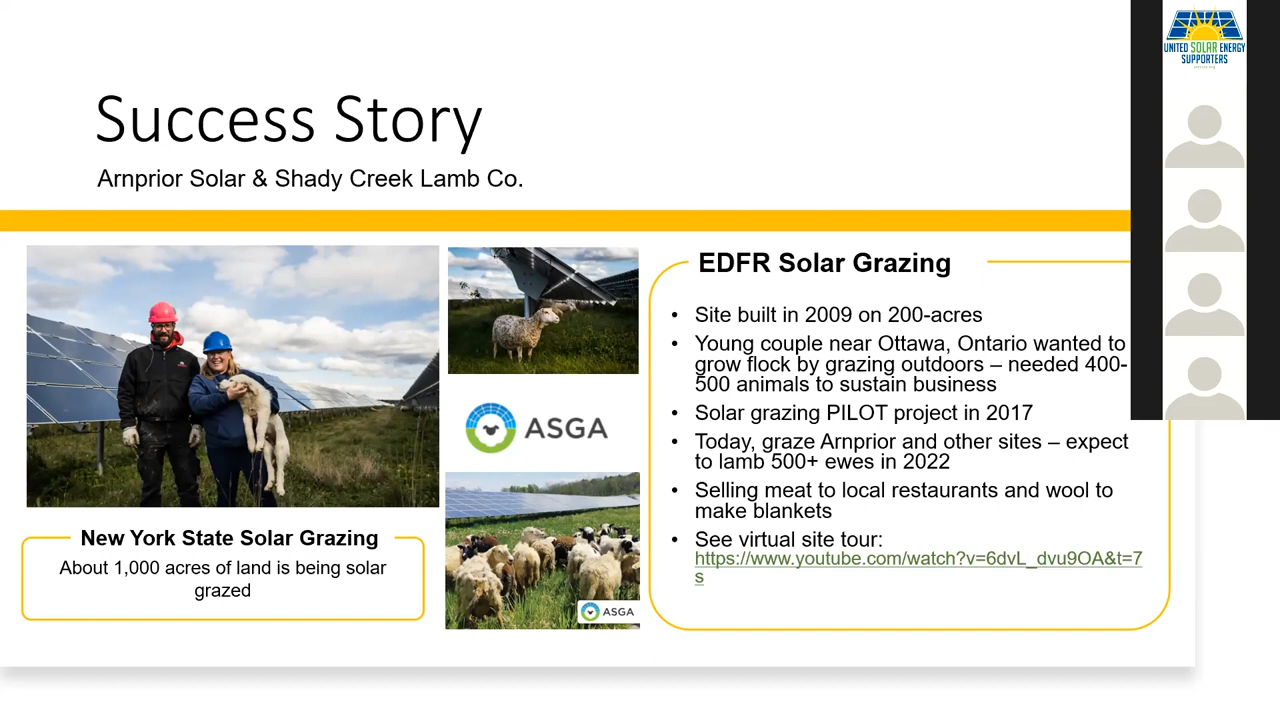 Success Story
Arnprior Solar & Shady Creek Lamb Co.
EDFR Solar Grazing
• Site built in 2009 on 200-acres
• Young couple near Ottawa, Ontario wanted to
grow flock by grazing outdoors – needed 400-
500 animals to sustain business
• Solar grazing PILOT project in 2017
• Today, graze Arnprior and other sites – expect
to lamb 500+ ewes in 2022
• Selling meat to local restaurants and wool to
make blankets
• See virtual site tour:
https://www.youtube.com/watch?v=6dvL_dvu9OA&t=7
s
ASGA
ASGA
New York State Solar Grazing
About 1,000 acres of land is being solar
grazed
UNITED SOLAR ENERGY
SUPPORTERS